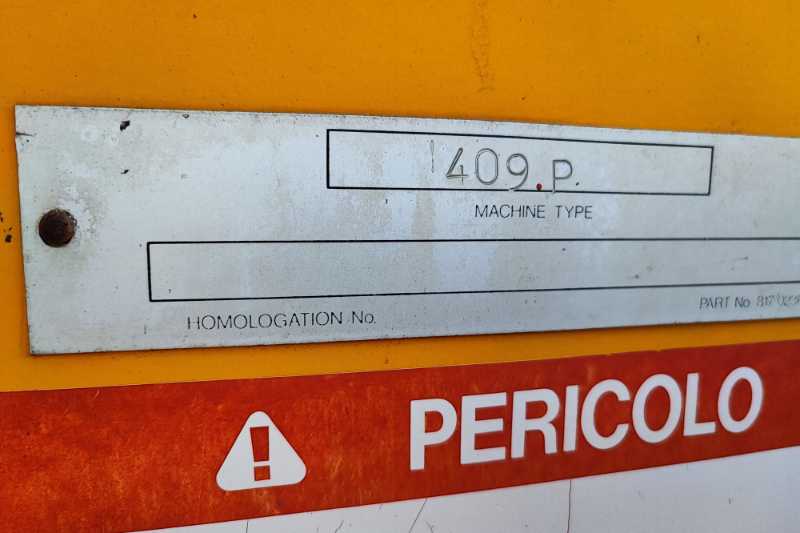 409.P.
MACHINE TYPE
HOMOLOGATION No.
PART No
PERICOLO